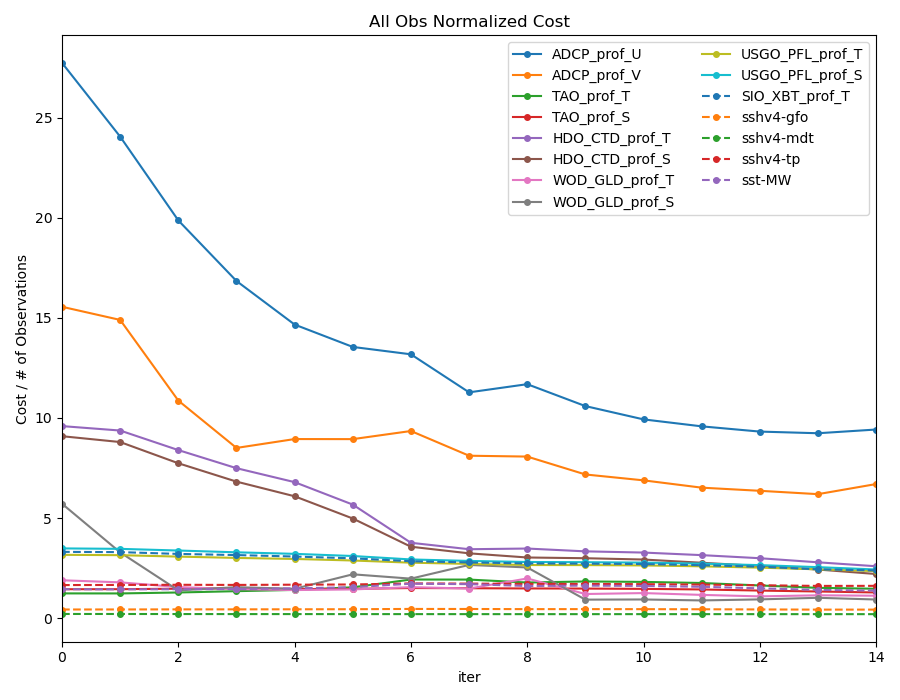 All Obs Normalized Cost
Cost / # of Observations
25
20
15
10
5
0
0
2
4
6
8
10
12
14
iter
ADCP_prof_U
ADCP_prof_V
TAO_prof_T
TAO_prof_S
HDO_CTD_prof_T
HDO_CTD_prof_S
WOD_GLD_prof_T
WOD_GLD_prof_S
USGO_PFL_prof_T
USGO_PFL_prof_S
SIO_XBT_prof_T
sshv4-gfo
sshv4-mdt
sshv4-tp
sst-MW